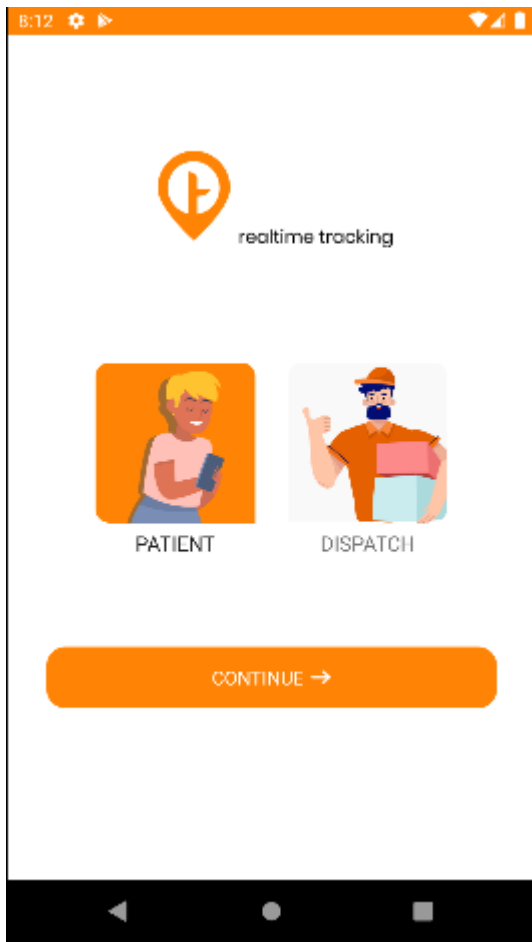 8:12
realtime tracking
PATIENT
DISPATCH
CONTINUE →